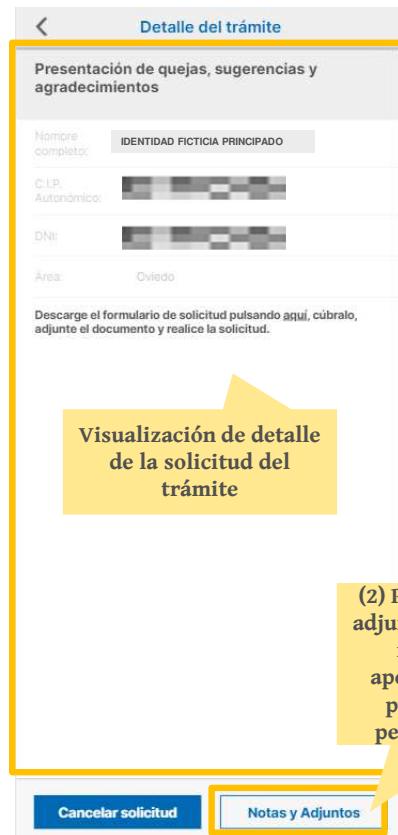 Detalle del trámite
Presentación de quejas, sugerencias y
agradecimientos
Nombre
completo:
IDENTIDAD FICTICIA PRINCIPADO
C.I.P.
Autonómico:
DNI:
Área:
Oviedo
Descarge el formulario de solicitud pulsando aquí, cúbralo,
adjunte el documento y realice la solicitud.
Visualización de detalle
de la solicitud del
trámite
(2)
Cancelar solicitud
Notas y Adjuntos